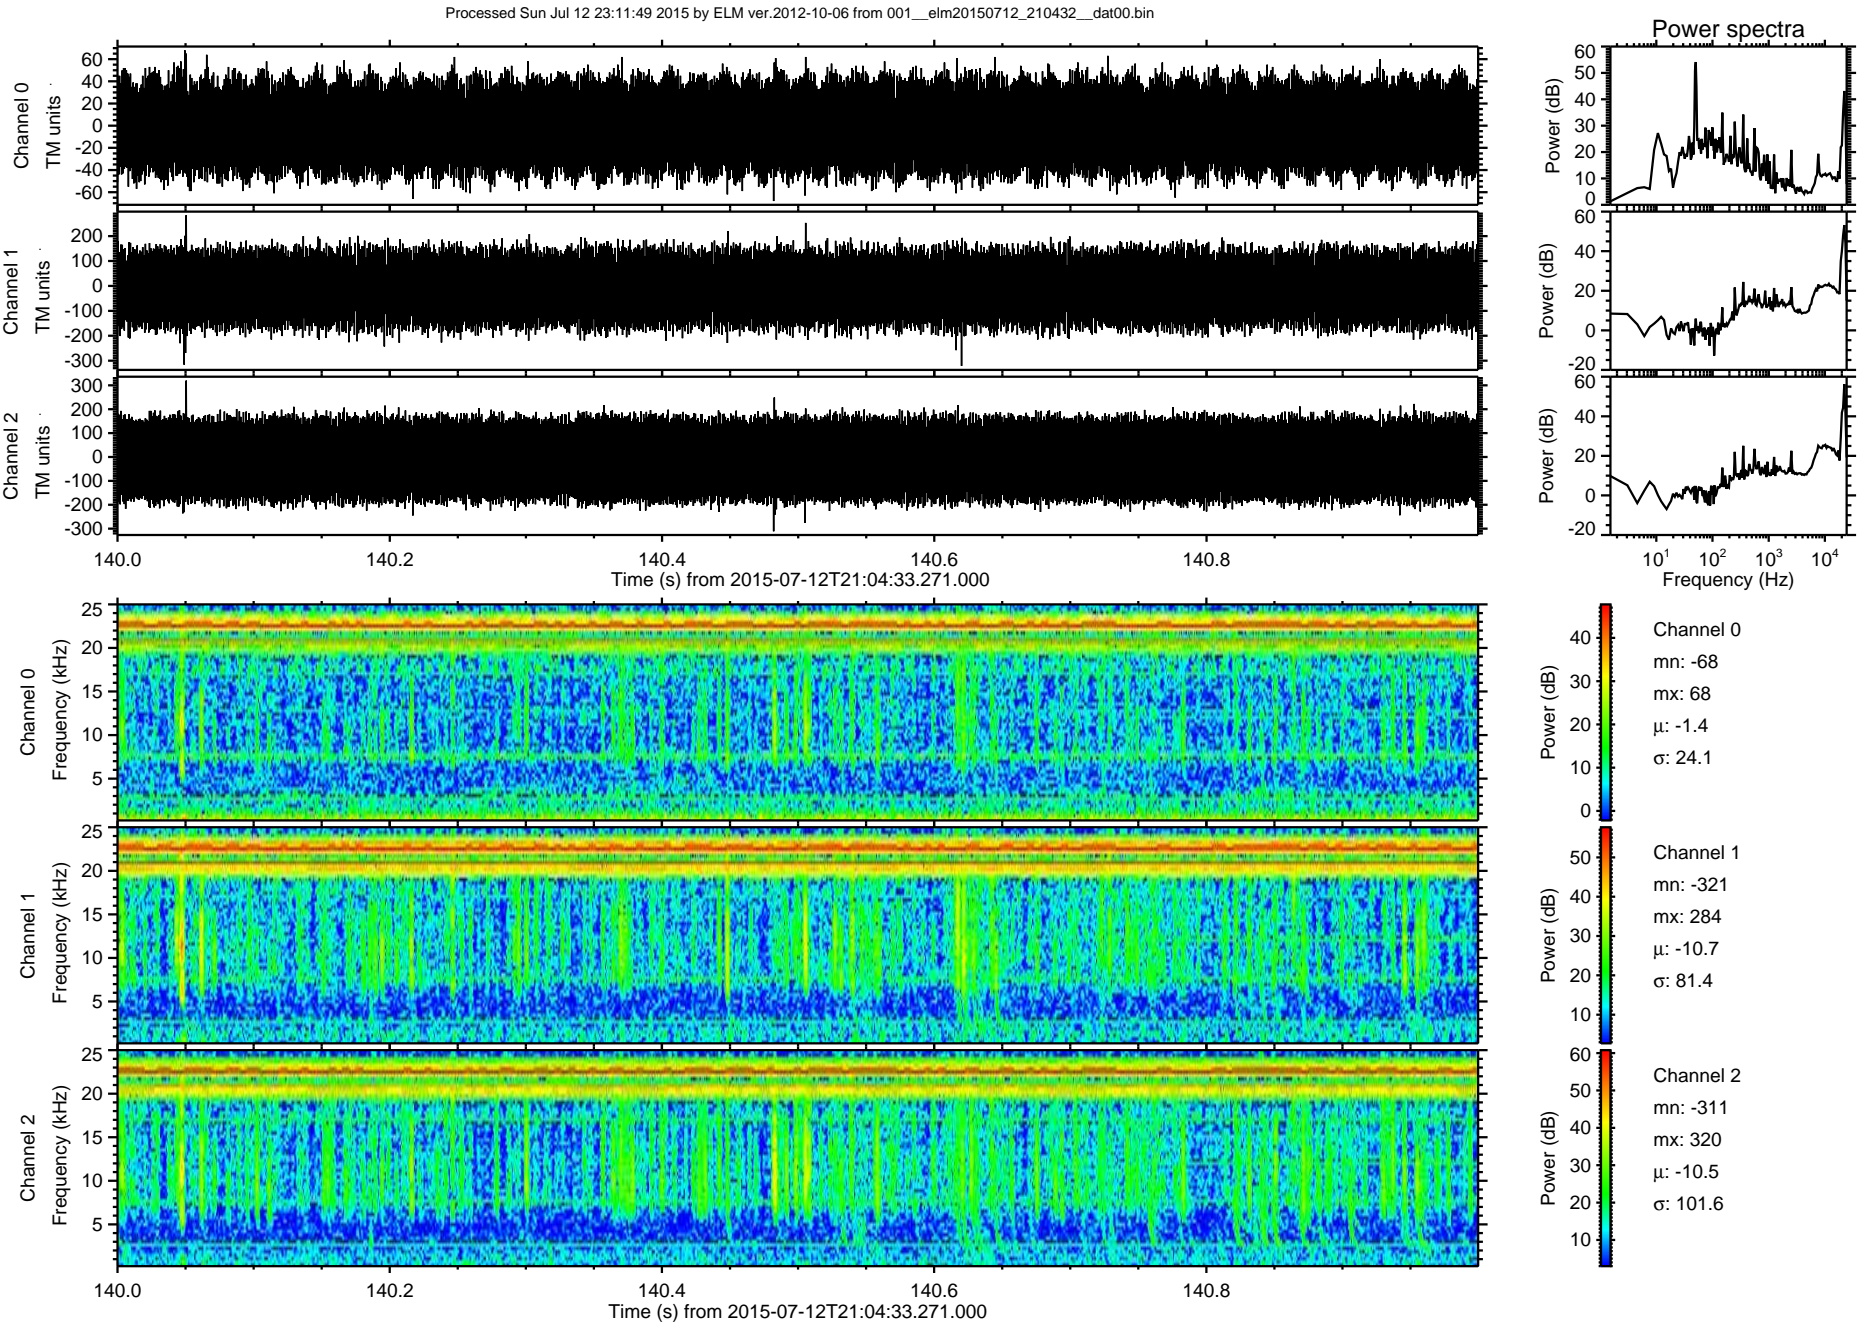 Processed Sun Jul 12 23:11:49 2015 by ELM ver.2012-10-06 from 001__elm20150712_210432__dat00.bin
Power spectra
Channel 0
TM units
60
40
20
0
-20
-40
-60
Power (dB)
60
50
40
30
20
10
0
Channel 1
TM units
200
100
0
-100
-200
-300
Power (dB)
60
40
20
0
-20
Channel 2
TM units
300
200
100
0
-100
-200
-300
Power (dB)
60
40
20
0
-20
140.0 140.2 140.4 140.6 140.8
Time (s) from 2015-07-12T21:04:33.271.000
10^1 10^2 10^3 10^4
Frequency (Hz)
Channel 0
Frequency (kHz)
25
20
15
10
5
Power (dB)
40
30
20
10
0
Channel 0
mn: -68
mx: 68
μ: -1.4
σ: 24.1
Channel 1
Frequency (kHz)
25
20
15
10
5
Power (dB)
50
40
30
20
10
Channel 1
mn: -321
mx: 284
μ: -10.7
σ: 81.4
Channel 2
Frequency (kHz)
25
20
15
10
5
Power (dB)
60
50
40
30
20
10
Channel 2
mn: -311
mx: 320
μ: -10.5
σ: 101.6
140.0 140.2 140.4 140.6 140.8
Time (s) from 2015-07-12T21:04:33.271.000